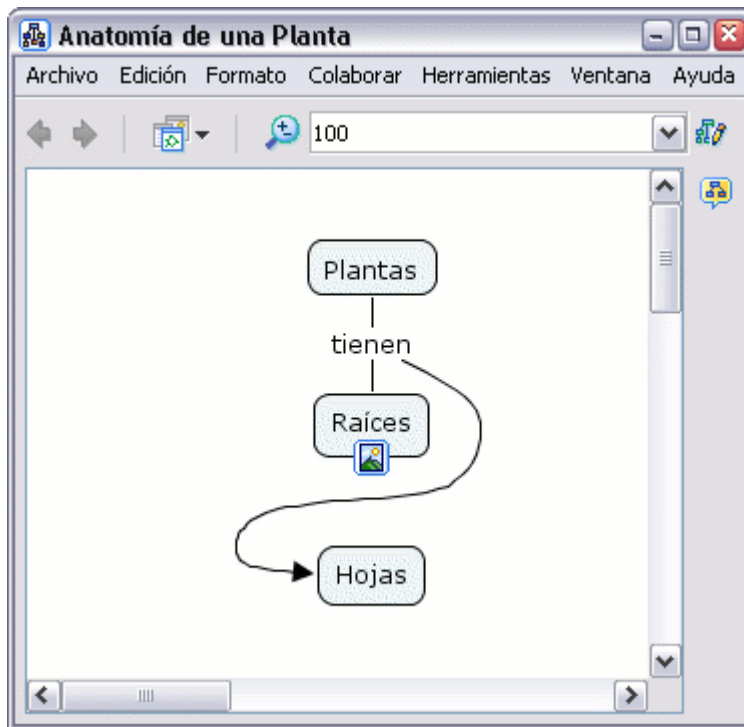 Anatomía de una Planta
Archivo Edición Formato Colaborar Herramientas Ventana Ayuda
100
Plantas
tienen
Raíces
Hojas